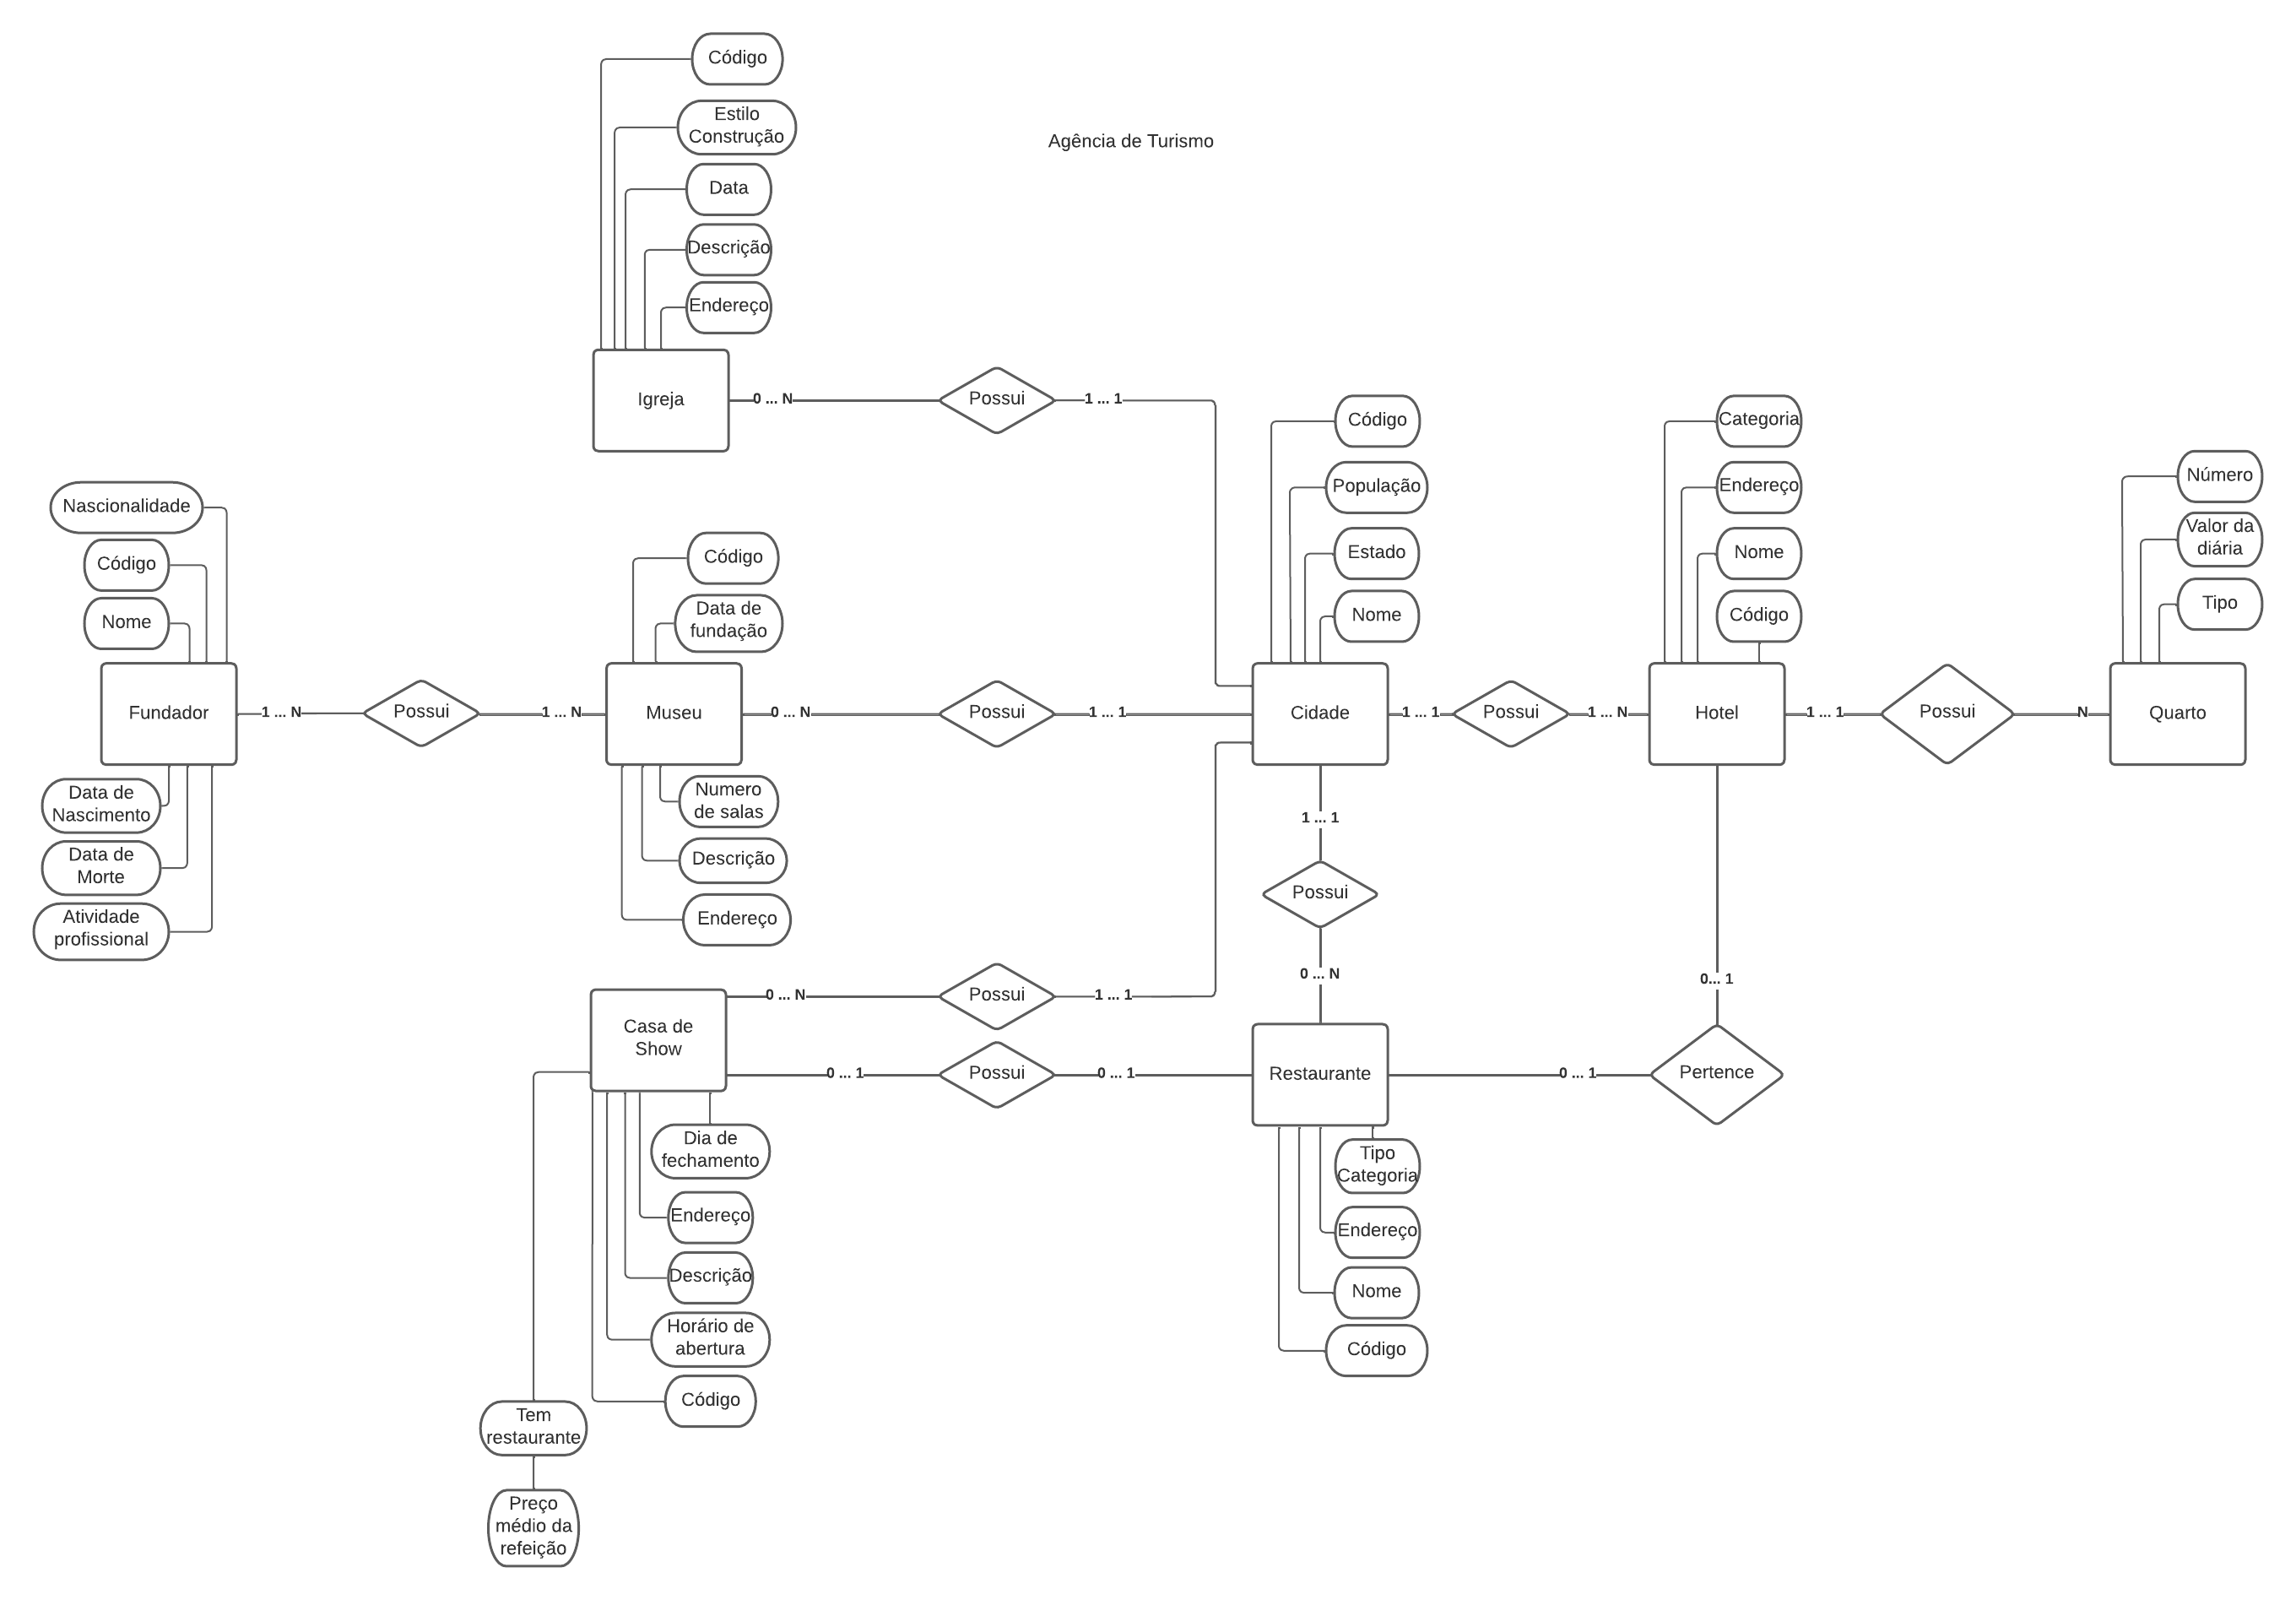 Código
Estilo
Construção
Agência de Turismo
Data
Descrição
Endereço
Igreja
0 ... N
Possui
1 ... 1
Código
População
Estado
Nome
Categoria
Endereço
Nome
Código
Número
Valor da
diária
Tipo
Nascionalidade
Código
Nome
Código
Data de
fundação
Fundador
1 ... N
Possui
1 ... N
Museu
0 ... N
Possui
1 ... 1
Cidade
1 ... 1
Possui
1 ... N
Hotel
1 ... 1
Possui
N
Quarto
Data de
Nascimento
Data de
Morte
Atividade
profissional
Numero
de salas
Descrição
Endereço
1 ... 1
Possui
0 ... N
0... 1
Casa de
Show
0 ... N
Possui
1 ... 1
0 ... 1
Possui
0 ... 1
Restaurante
0 ... 1
Pertence
Dia de
fechamento
Endereço
Descrição
Horário de
abertura
Código
Tipo
Categoria
Endereço
Nome
Código
Tem
restaurante
Preço
médio da
refeição